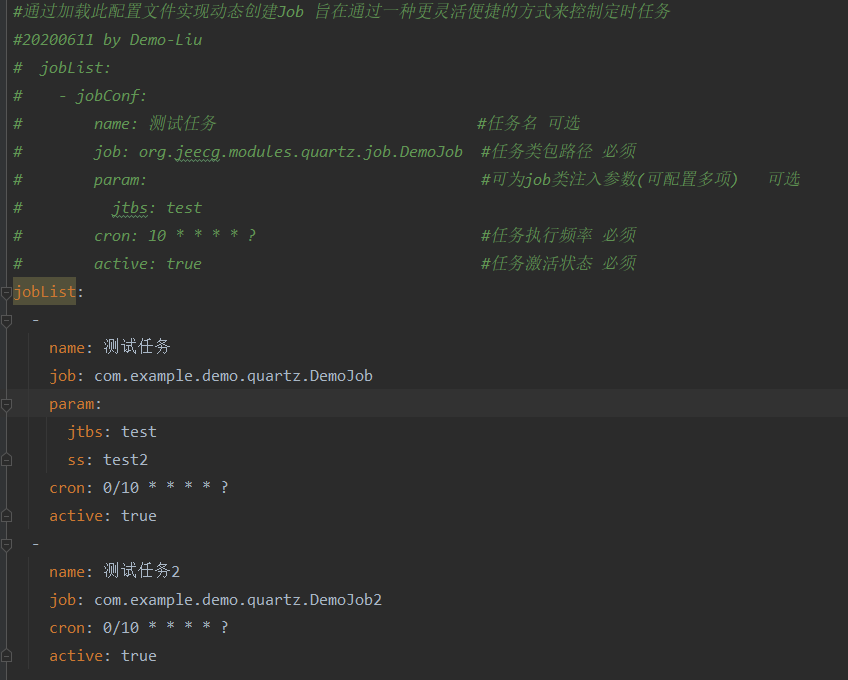 #通过加载此配置文件实现动态创建Job 旨在通过一种更灵活便捷的方式来控制定时任务
#20200611 by Demo-Liu
#  jobList:
#    - jobConf:
#        name: 测试任务                             #任务名 可选
#        job: org.jeecg.modules.quartz.job.DemoJob  #任务类包路径 必须
#        param:                                     #可为job类注入参数(可配置多项)   可选
#          jtbs: test
#        cron: 10 * * * * ?                         #任务执行频率 必须
#        active: true                               #任务激活状态 必须
jobList:
  -
    name: 测试任务
    job: com.example.demo.quartz.DemoJob
    param:
      jtbs: test
      ss: test2
    cron: 0/10 * * * * ?
    active: true
  -
    name: 测试任务2
    job: com.example.demo.quartz.DemoJob2
    cron: 0/10 * * * * ?
    active: true